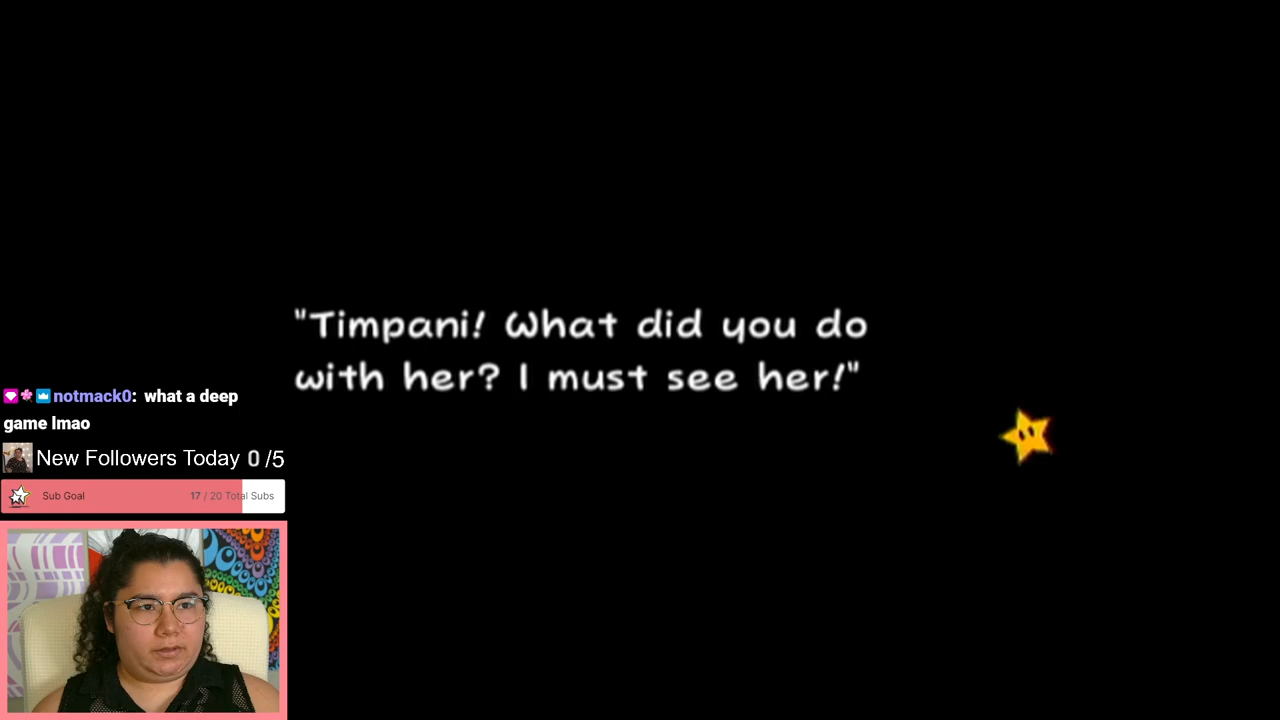 "Timpani! What did you do
with her? I must see her!"
notmack0: what a deep
game lmao
New Followers Today 0 /5
Sub Goal 17 / 20 Total Subs